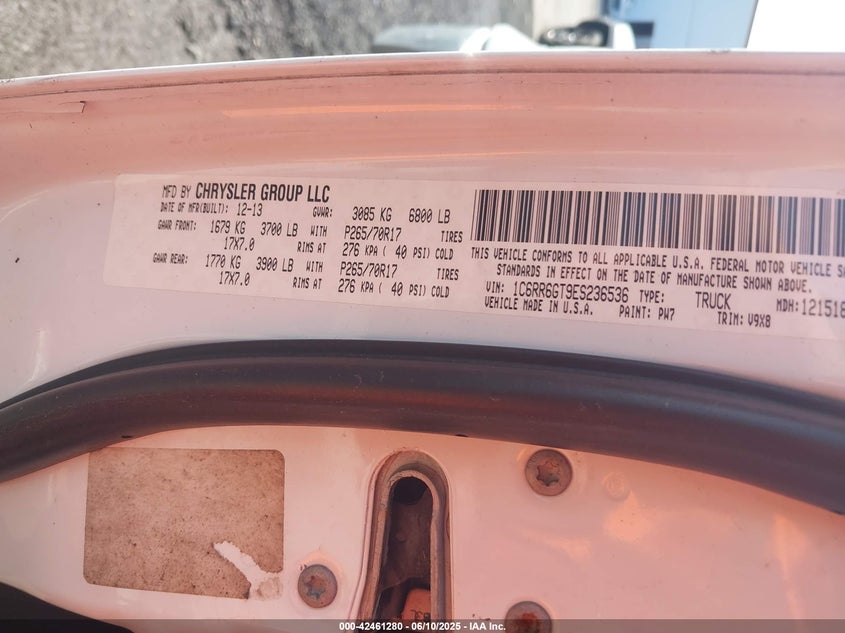 MFD BY CHRYSLER GROUP LLC
DATE OF MFR(BUILT): 12-13 GVWR: 3085 KG 6800 LB
GAWR FRONT: 1679 KG 3700 LB WITH P265/70R17 TIRES
17X7.0 RIMS AT 276 KPA ( 40 PSI) COLD
GAWR REAR: 1770 KG 3900 LB WITH P265/70R17 TIRES
17X7.0 RIMS AT 276 KPA ( 40 PSI) COLD
THIS VEHICLE CONFORMS TO ALL APPLICABLE U.S.A. FEDERAL MOTOR VEHICLE
STANDARDS IN EFFECT ON THE DATE OF MANUFACTURE SHOWN ABOVE.
VIN: 1C6RR6GT9ES236536 TYPE: TRUCK MDH: 121516
VEHICLE MADE IN U.S.A. PAINT: PW7 TRIM: V9X8
000-42461280 - 06/10/2025 - IAA Inc.